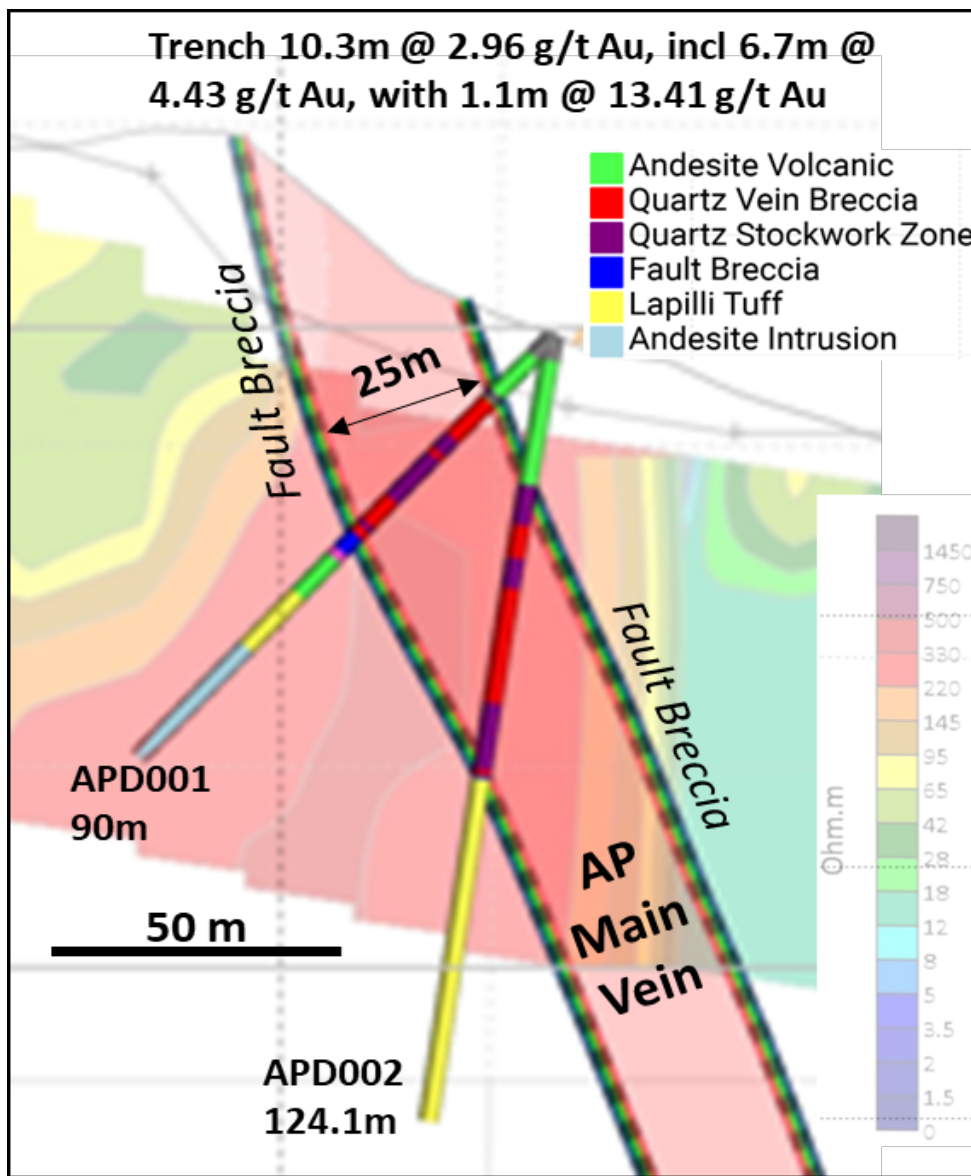 Trench 10.3m @ 2.96 g/t Au, incl 6.7m @
4.43 g/t Au, with 1.1m @ 13.41 g/t Au
Andesite Volcanic
Quartz Vein Breccia
Quartz Stockwork Zone
Fault Breccia
Lapilli Tuff
Andesite Intrusion
Fault Breccia
25m
Fault Breccia
APD001
90m
50 m
AP
Main
Vein
APD002
124.1m
Ohm.m
1450
750
500
330
220
145
95
65
42
28
18
12
8
5
3.5
2
1.5
0